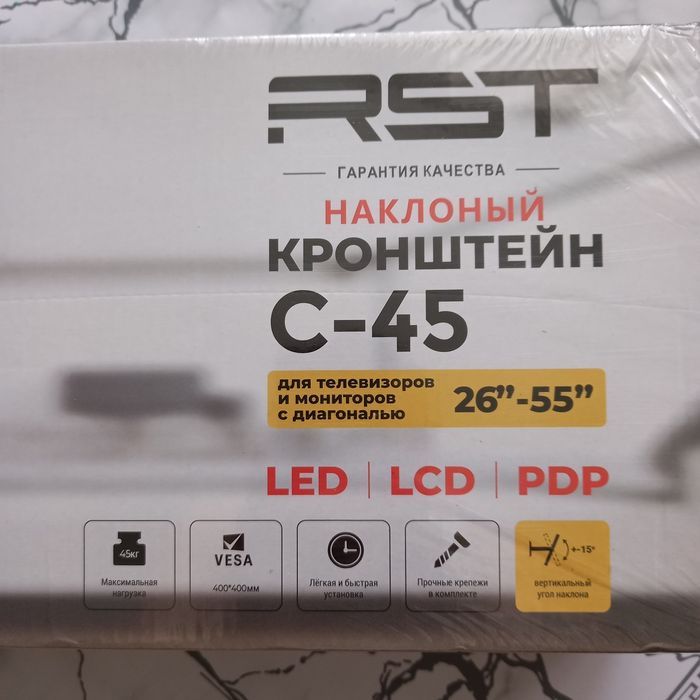 RST
ГАРАНТИЯ КАЧЕСТВА
НАКЛОНЫЙ
КРОНШТЕЙН
C-45
для телевизоров
и мониторов
с диагональю
26”-55”
LED | LCD | PDP
45кг
Максимальная
нагрузка
VESA
400*400мм
Лёгкая и быстрая
установка
Прочные крепежи
в комплекте
+-15°
вертикальный
угол наклона